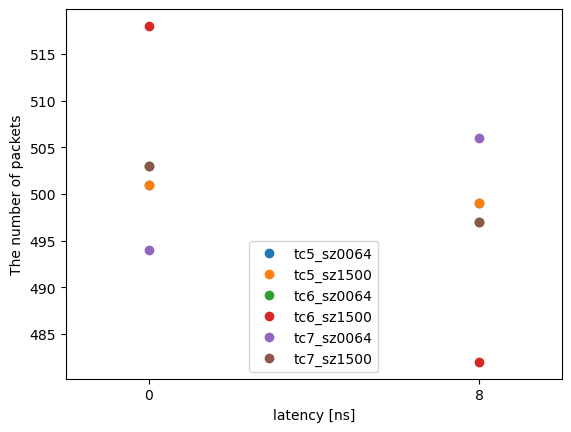 515
510
505
500
495
490
485
The number of packets
tc5_sz0064
tc5_sz1500
tc6_sz0064
tc6_sz1500
tc7_sz0064
tc7_sz1500
0
8
latency [ns]